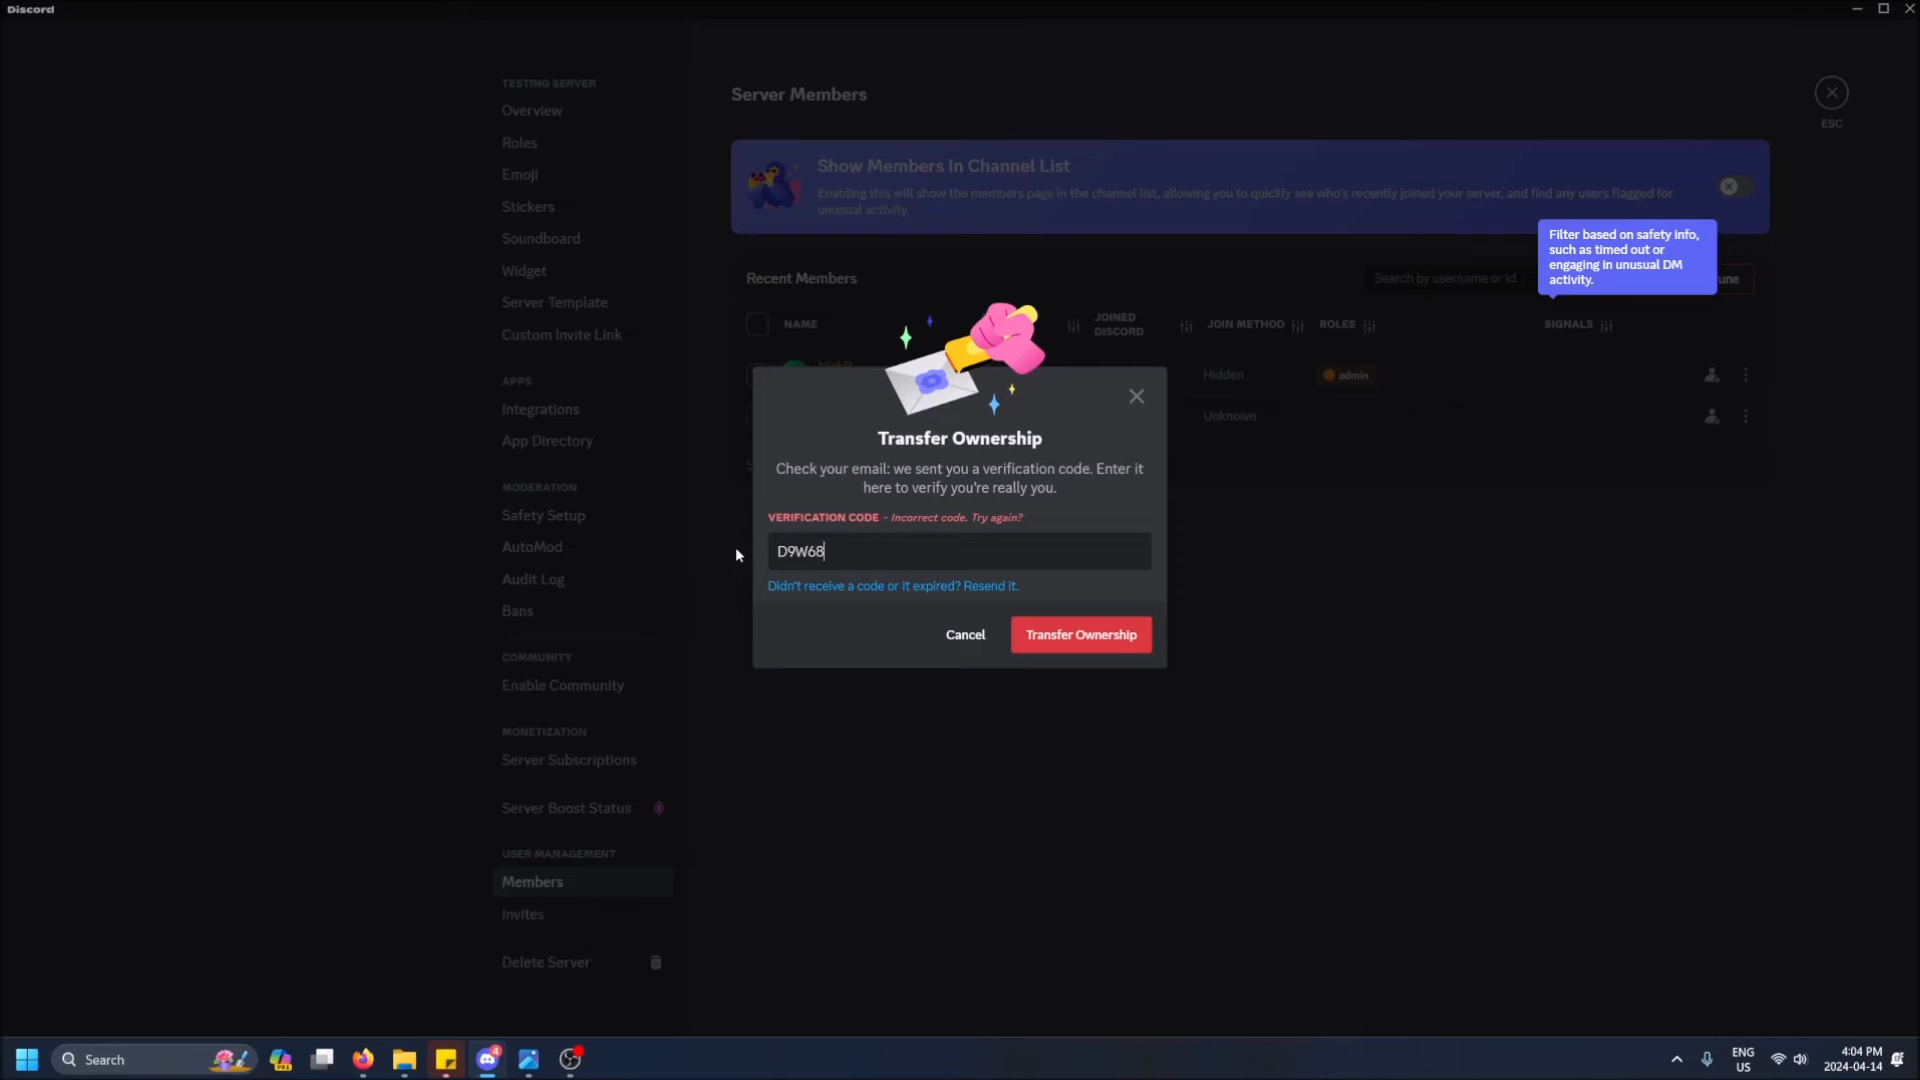 Discord
TESTING SERVER
Overview
Roles
Emoji
Stickers
Soundboard
Widget
Server Template
Custom Invite Link
APPS
Integrations
App Directory
MODERATION
Safety Setup
AutoMod
Audit Log
Bans
COMMUNITY
Enable Community
MONETIZATION
Server Subscriptions
Server Boost Status
USER MANAGEMENT
Members
Invites
Delete Server
Server Members
ESC
Show Members In Channel List
Enabling this will show the members page in the channel list, allowing you to quickly see who's recently joined your server, and find any users flagged for
unusual activity.
Filter based on safety info,
such as timed out or
engaging in unusual DM
activity.
Recent Members
Search by username or id
une
NAME
JOINED
DISCORD
JOIN METHOD
ROLES
SIGNALS
Hidden
admin
Unknown
Transfer Ownership
Check your email: we sent you a verification code. Enter it
here to verify you're really you.
VERIFICATION CODE - Incorrect code. Try again?
D9W68
Didn't receive a code or it expired? Resend it.
Cancel
Transfer Ownership
Search
PRE
4
ENG
US
4:04 PM
2024-04-14